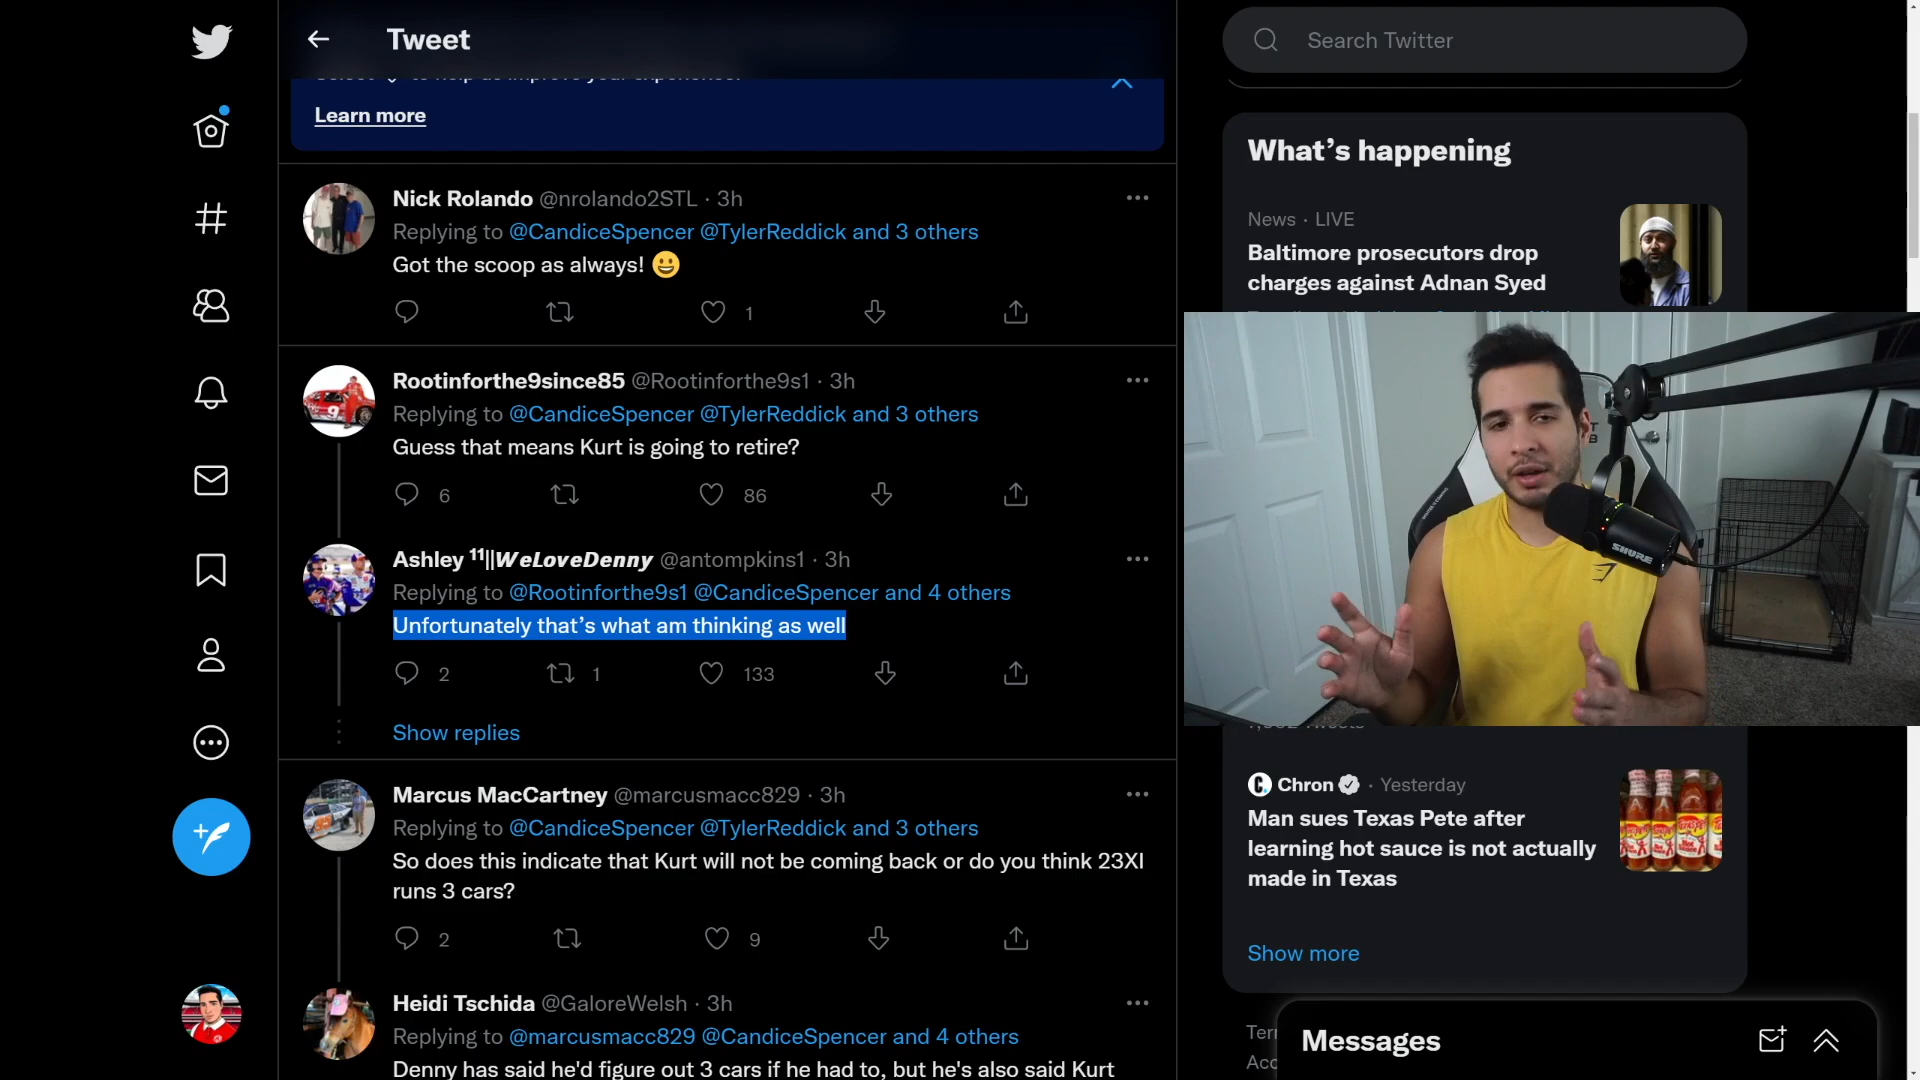 Tweet
Search Twitter
Learn more
What's happening
Nick Rolando @nrolando2STL · 3h
Replying to @CandiceSpencer @TylerReddick and 3 others
Got the scoop as always! 😀
1
News · LIVE
Baltimore prosecutors drop
charges against Adnan Syed
Rootinforthe9since85 @Rootinforthe9s1 · 3h
Replying to @CandiceSpencer @TylerReddick and 3 others
Guess that means Kurt is going to retire?
6 86
Ashley ¹¹||WeLoveDenny @antompkins1 · 3h
Replying to @Rootinforthe9s1 @CandiceSpencer and 4 others
Unfortunately that’s what am thinking as well
2 1 133
Show replies
SHURE
Marcus MacCartney @marcusmacc829 · 3h
Replying to @CandiceSpencer @TylerReddick and 3 others
So does this indicate that Kurt will not be coming back or do you think 23XI
runs 3 cars?
2 9
Chron · Yesterday
Man sues Texas Pete after
learning hot sauce is not actually
made in Texas
Show more
Heidi Tschida @GaloreWelsh · 3h
Replying to @marcusmacc829 @CandiceSpencer and 4 others
Denny has said he'd figure out 3 cars if he had to, but he's also said Kurt
Messages